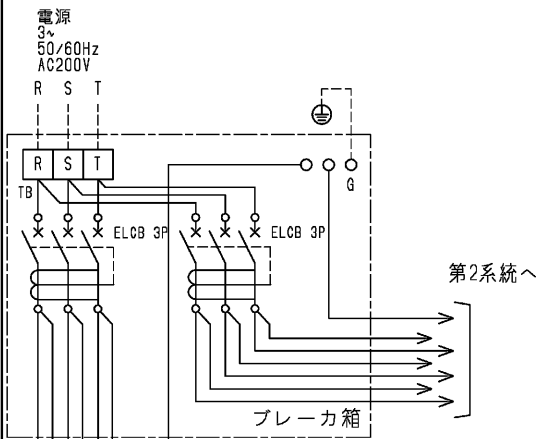 電源
3~
50/60Hz
AC200V
R S T
R S T
TB
G
ELCB 3P
ELCB 3P
第2系統へ
ブレーカ箱